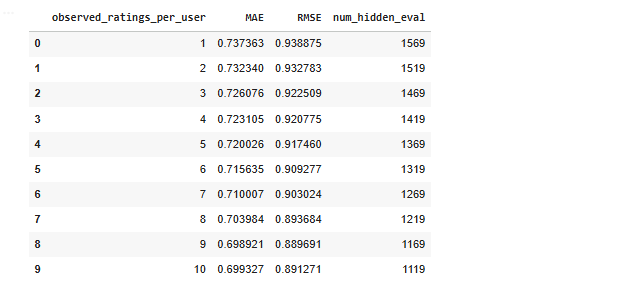 observed_ratings_per_user MAE RMSE num_hidden_eval
0 1 0.737363 0.938875 1569
1 2 0.732340 0.932783 1519
2 3 0.726076 0.922509 1469
3 4 0.723105 0.920775 1419
4 5 0.720026 0.917460 1369
5 6 0.715635 0.909277 1319
6 7 0.710007 0.903024 1269
7 8 0.703984 0.893684 1219
8 9 0.698921 0.889691 1169
9 10 0.699327 0.891271 1119